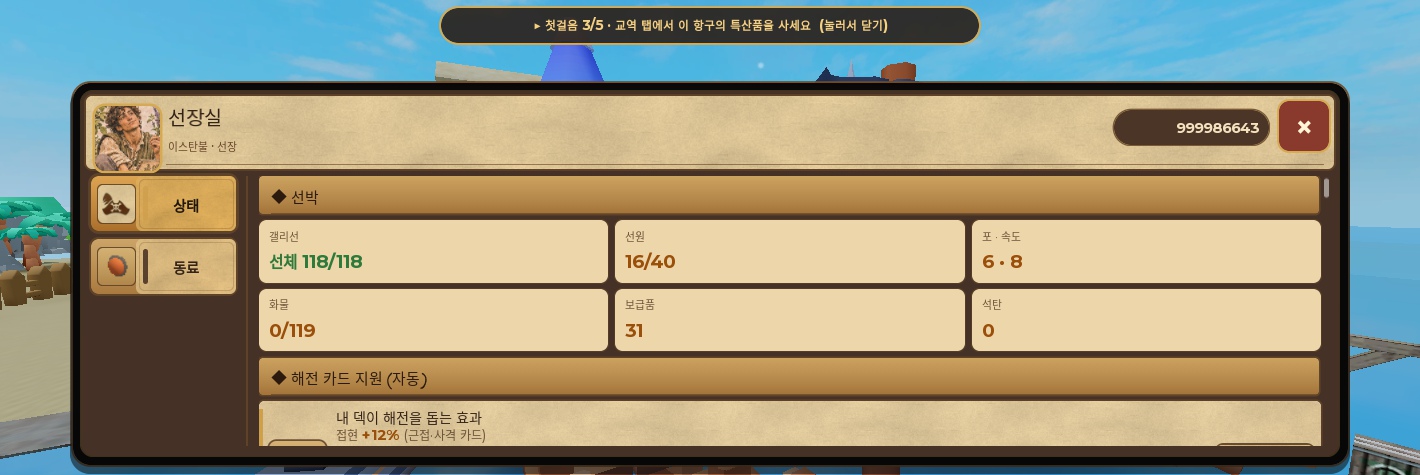 ▸ 첫걸음 3/5 · 교역 탭에서 이 항구의 특산품을 사세요 (눌러서 닫기)
선장실
이스탄불 · 선장
999986643
×
상태
동료
◆ 선박
갤리선
선체 118/118
선원
16/40
포 · 속도
6 · 8
화물
0/119
보급품
31
석탄
0
◆ 해전 카드 지원 (자동)
내 덱이 해전을 돕는 효과
접현 +12% (근접·사격 카드)